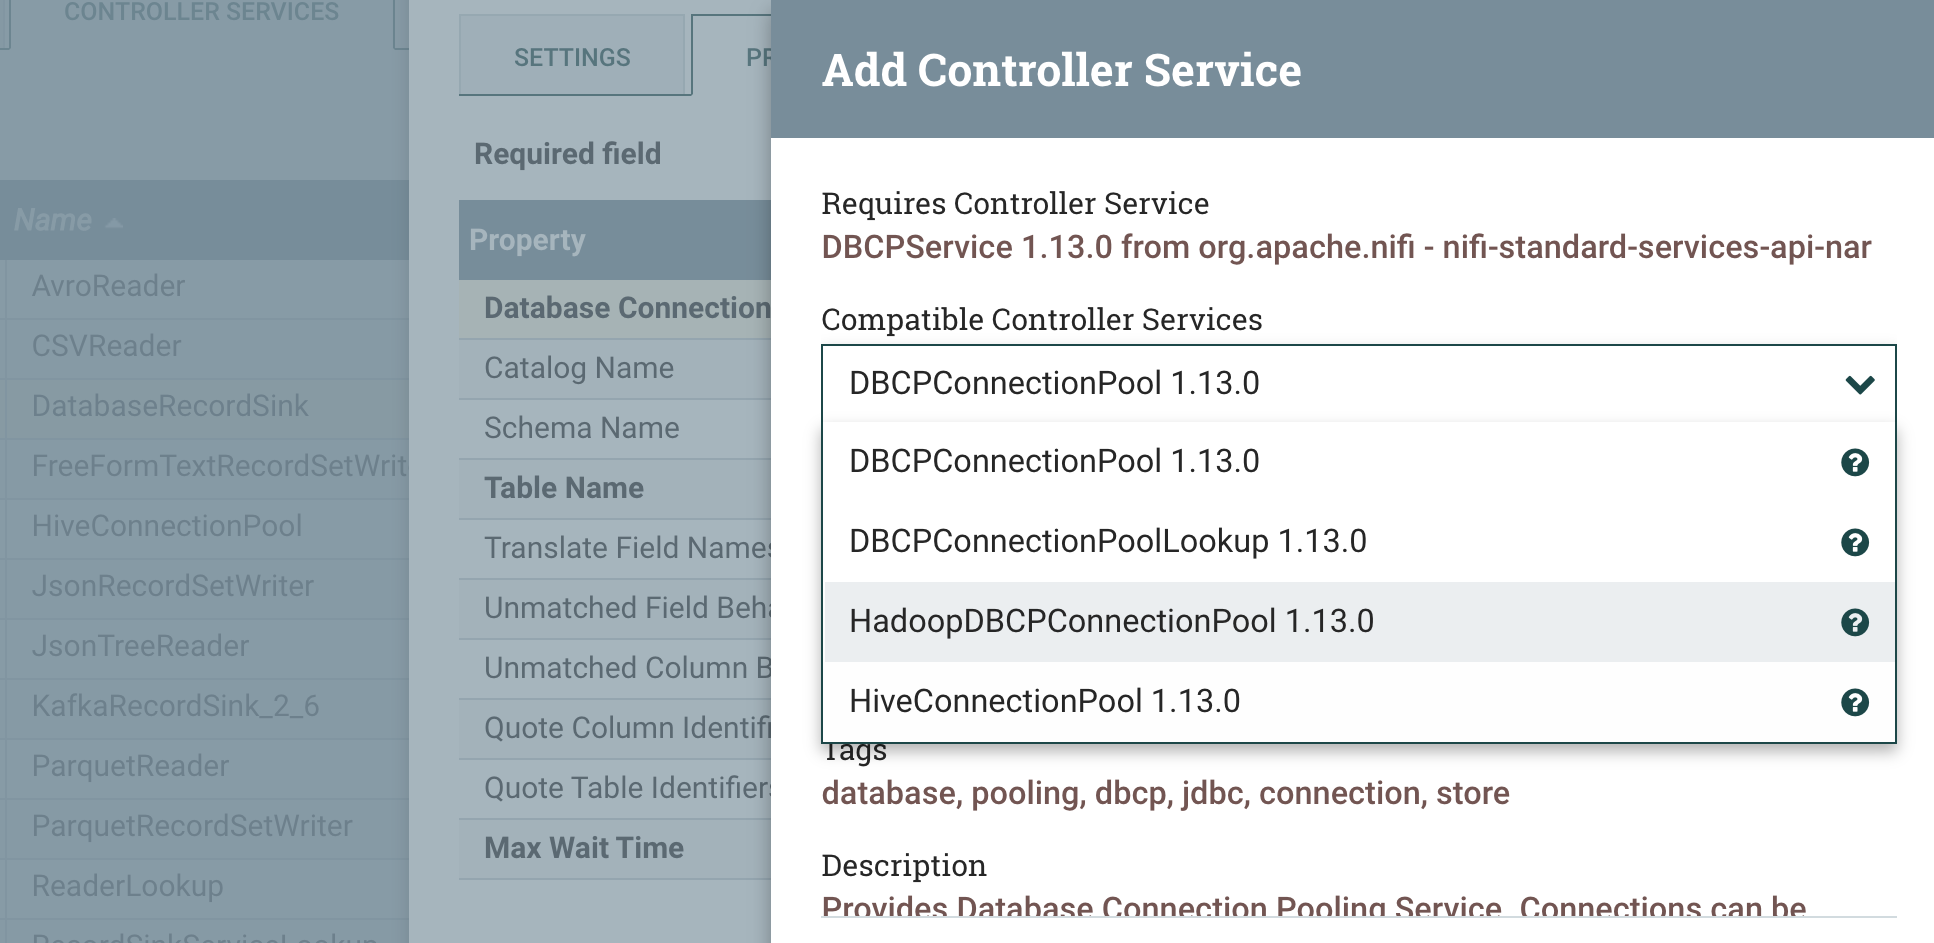 CONTROLLER SERVICES
Name
AvroReader
CSVReader
DatabaseRecordSink
FreeFormTextRecordSetWrit
HiveConnectionPool
JsonRecordSetWriter
JsonTreeReader
KafkaRecordSink_2_6
ParquetReader
ParquetRecordSetWriter
ReaderLookup
RecordSinkServiceLookup
SETTINGS
PR
Required field
Property
Database Connection
Catalog Name
Schema Name
Table Name
Translate Field Names
Unmatched Field Beha
Unmatched Column B
Quote Column Identifi
Quote Table Identifiers
Max Wait Time
Add Controller Service
Requires Controller Service
DBCPService 1.13.0 from org.apache.nifi - nifi-standard-services-api-nar
Compatible Controller Services
DBCPConnectionPool 1.13.0
DBCPConnectionPool 1.13.0
DBCPConnectionPoolLookup 1.13.0
HadoopDBCPConnectionPool 1.13.0
HiveConnectionPool 1.13.0
Tags
database, pooling, dbcp, jdbc, connection, store
Description
Provides Database Connection Pooling Service. Connections can be